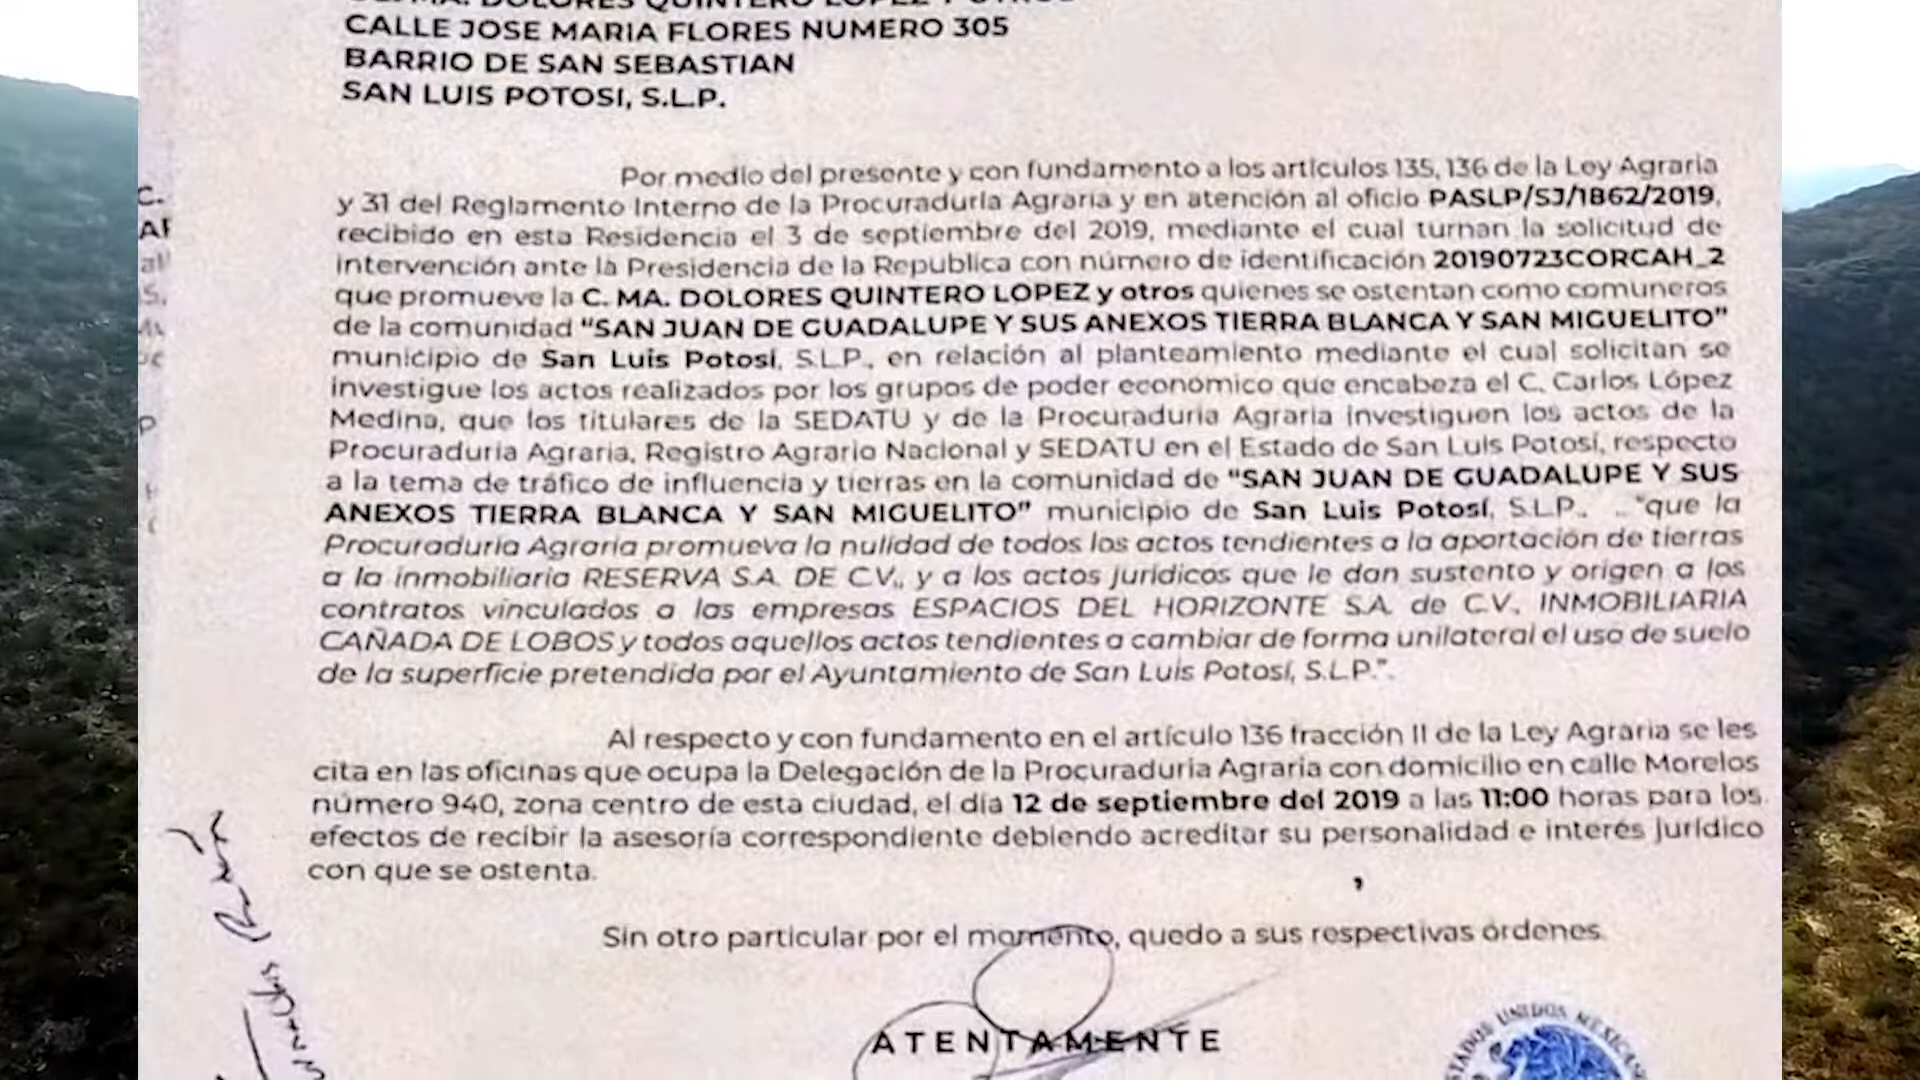 C. MA. DOLORES QUINTERO LOPEZ Y OTROS
CALLE JOSE MARIA FLORES NUMERO 305
BARRIO DE SAN SEBASTIAN
SAN LUIS POTOSI, S.L.P.
Por medio del presente y con fundamento a los artículos 135, 136 de la Ley Agraria
y 31 del Reglamento Interno de la Procuraduría Agraria y en atención al oficio PASLP/SJ/1862/2019,
recibido en esta Residencia el 3 de septiembre del 2019, mediante el cual turnan la solicitud de
intervención ante la Presidencia de la Republica con número de identificación 20190723CORCAH_2
que promueve la C. MA. DOLORES QUINTERO LOPEZ y otros quienes se ostentan como comuneros
de la comunidad "SAN JUAN DE GUADALUPE Y SUS ANEXOS TIERRA BLANCA Y SAN MIGUELITO"
municipio de San Luis Potosí, S.L.P., en relación al planteamiento mediante el cual solicitan se
investigue los actos realizados por los grupos de poder económico que encabeza el C. Carlos López
Medina, que los titulares de la SEDATU y de la Procuraduría Agraria investiguen los actos de la
Procuraduría Agraria, Registro Agrario Nacional y SEDATU en el Estado de San Luis Potosí, respecto
a la tema de tráfico de influencia y tierras en la comunidad de "SAN JUAN DE GUADALUPE Y SUS
ANEXOS TIERRA BLANCA Y SAN MIGUELITO" municipio de San Luis Potosí, S.L.P., .. "que la
Procuraduría Agraria promueva la nulidad de todos los actos tendientes a la aportación de tierras
a la inmobiliaria RESERVA S.A. DE C.V., y a los actos jurídicos que le dan sustento y origen a los
contratos vinculados a las empresas ESPACIOS DEL HORIZONTE S.A. de C.V., INMOBILIARIA
CAÑADA DE LOBOS y todos aquellos actos tendientes a cambiar de forma unilateral el uso de suelo
de la superficie pretendida por el Ayuntamiento de San Luis Potosí, S.L.P.".
Al respecto y con fundamento en el artículo 136 fracción II de la Ley Agraria se les
cita en las oficinas que ocupa la Delegación de la Procuraduría Agraria con domicilio en calle Morelos
número 940, zona centro de esta ciudad, el día 12 de septiembre del 2019 a las 11:00 horas para los
efectos de recibir la asesoría correspondiente debiendo acreditar su personalidad e interés jurídico
con que se ostenta.
Sin otro particular por el momento, quedo a sus respectivas órdenes.
ATENTAMENTE
ESTADOS UNIDOS MEXICANOS